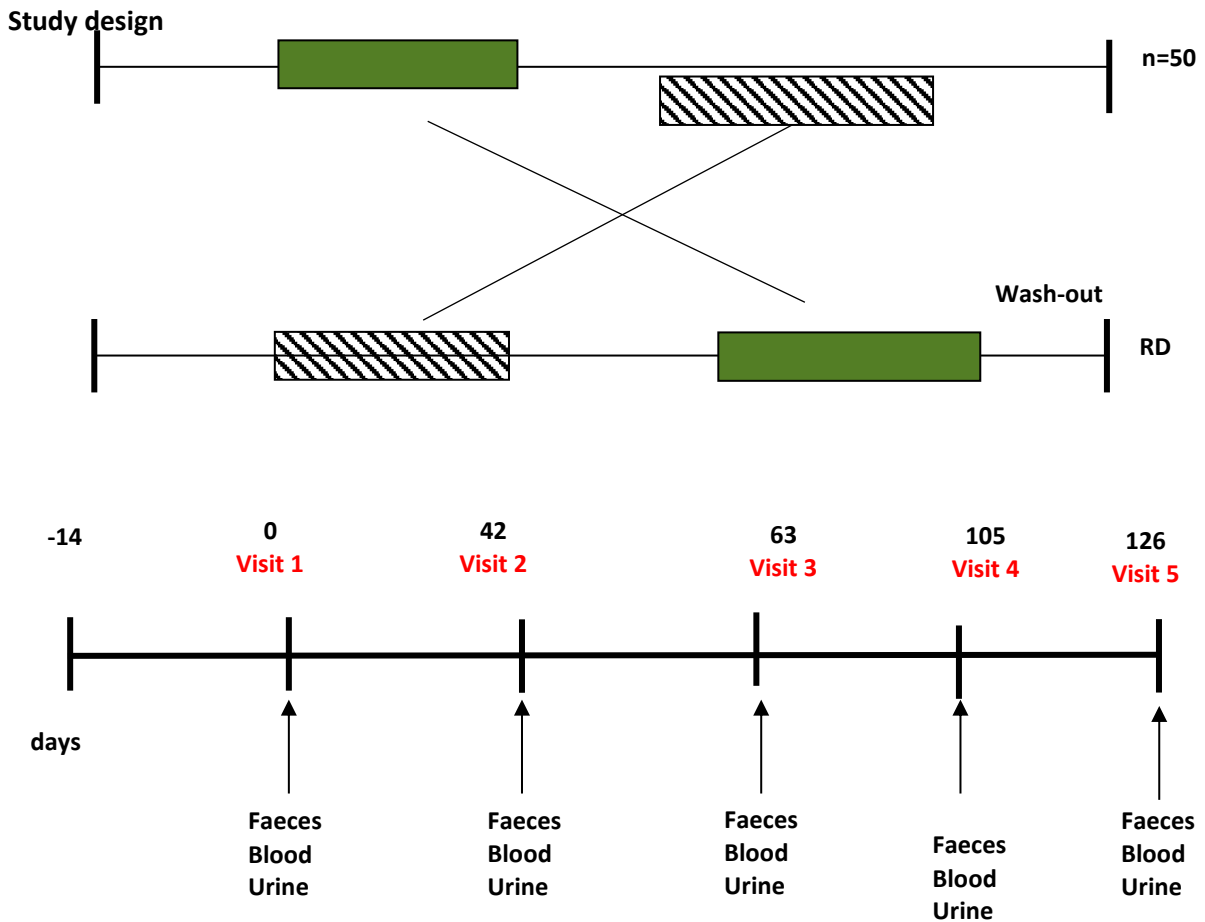 Study design
n=50
Wash-out
RD
-14
0
Visit 1
42
Visit 2
63
Visit 3
105
Visit 4
126
Visit 5
days
Faeces
Blood
Urine
Faeces
Blood
Urine
Faeces
Blood
Urine
Faeces
Blood
Urine
Faeces
Blood
Urine